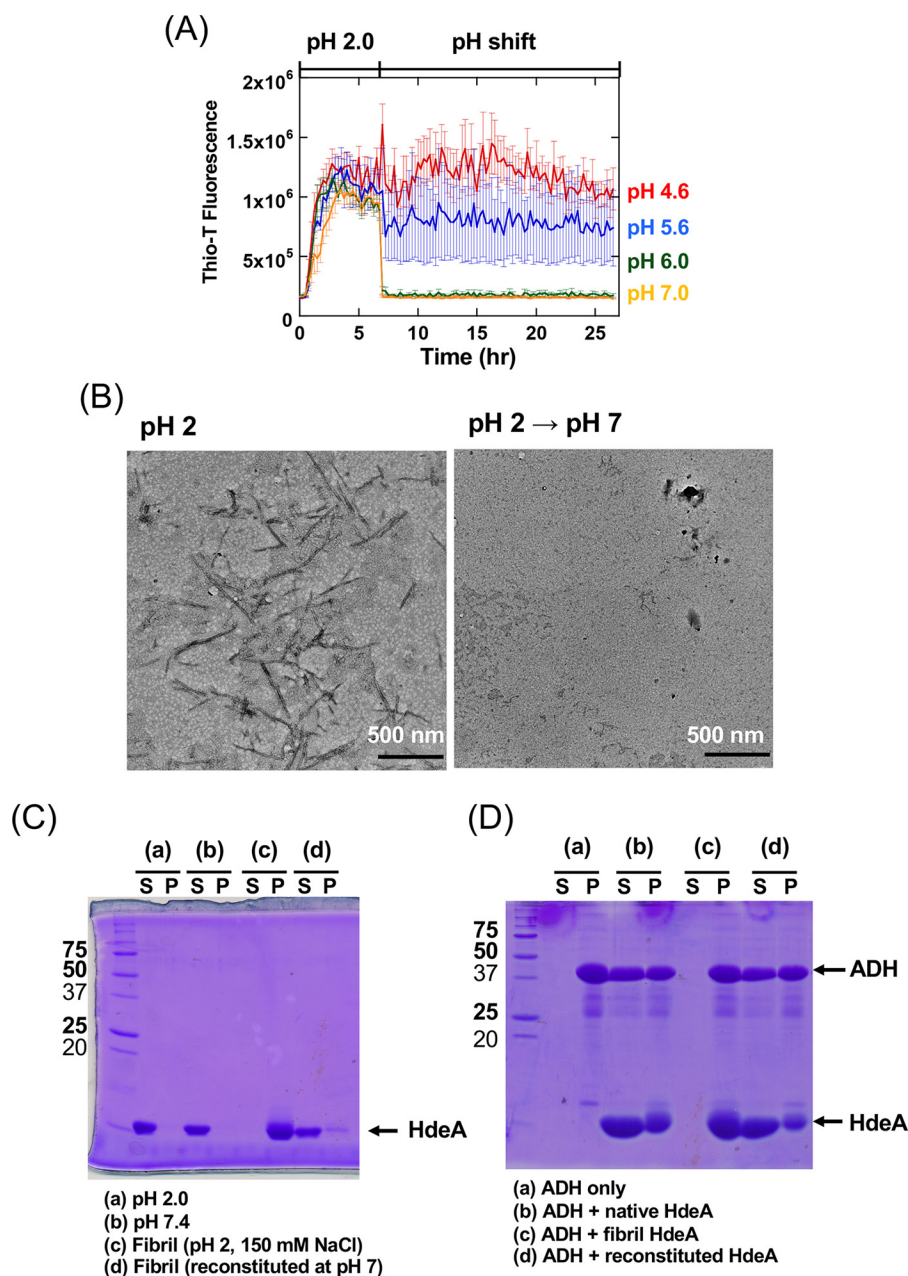 (A)
pH 2.0 pH shift
2x10⁶
1.5x10⁶
1x10⁶
5x10⁵
0
Thio-T Fluorescence
pH 4.6
pH 5.6
pH 6.0
pH 7.0
0 5 10 15 20 25
Time (hr)
(B)
pH 2
pH 2 → pH 7
500 nm
500 nm
(C)
(a) (b) (c) (d)
S P S P S P
75
50
37
25
20
HdeA
(a) pH 2.0
(b) pH 7.4
(c) Fibril (pH 2, 150 mM NaCl)
(d) Fibril (reconstituted at pH 7)
(D)
(a) (b) (c) (d)
S P S P S P
75
50
37
25
20
ADH
HdeA
(a) ADH only
(b) ADH + native HdeA
(c) ADH + fibril HdeA
(d) ADH + reconstituted HdeA